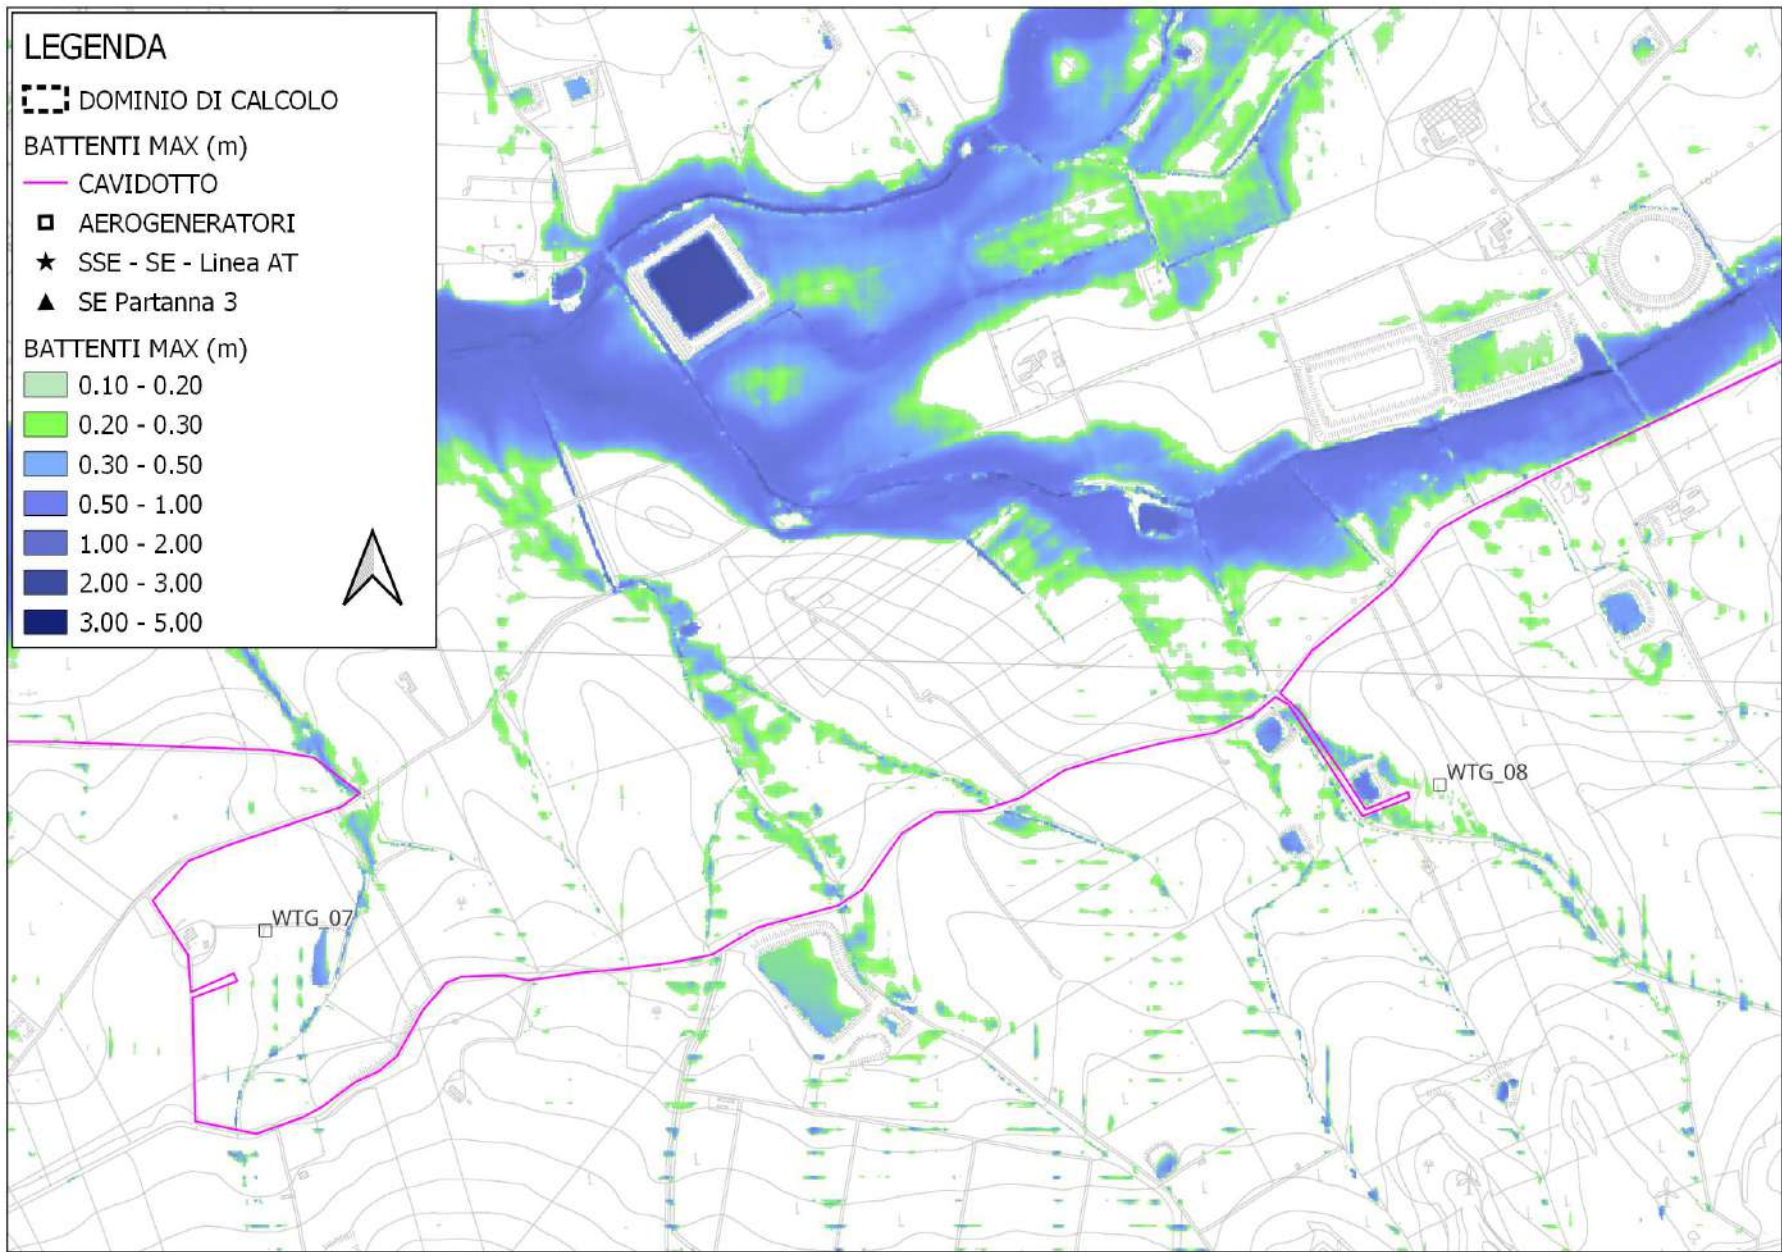 LEGENDA
DOMINIO DI CALCOLO
BATTENTI MAX (m)
CAVIDOTTO
AEROGENERATORI
SSE - SE - Linea AT
SE Partanna 3
BATTENTI MAX (m)
0.10 - 0.20
0.20 - 0.30
0.30 - 0.50
0.50 - 1.00
1.00 - 2.00
2.00 - 3.00
3.00 - 5.00
WTG_08
WTG_07